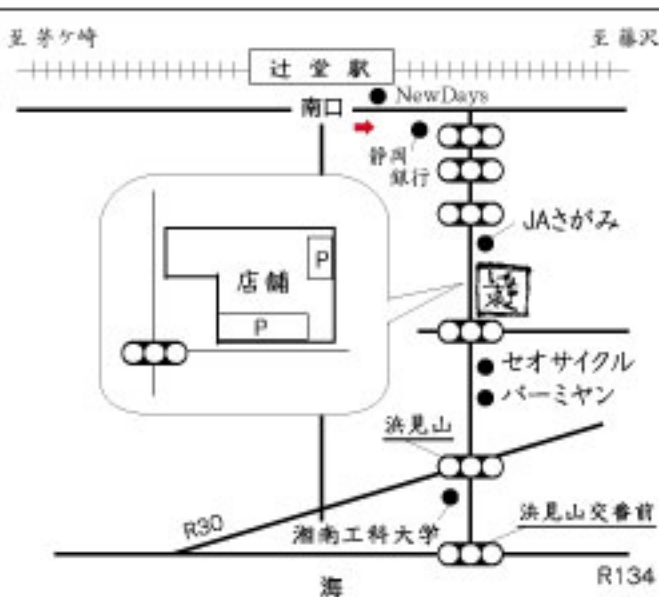 至 茅ケ崎
至 藤沢
辻堂駅
南口
NewDays
静岡
銀行
JAさがみ
店舗
P
P
セオサイクル
バーミヤン
浜見山
R30
湘南工科大学
浜見山交番前
R134
海